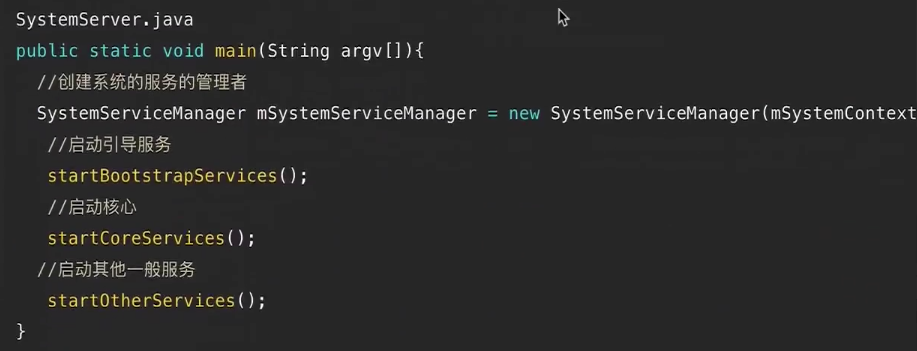 SystemServer.java
public static void main(String argv[]){
//创建系统的服务的管理者
SystemServiceManager mSystemServiceManager = new SystemServiceManager(mSystemContext
//启动引导服务
startBootstrapServices();
//启动核心
startCoreServices();
//启动其他一般服务
startOtherServices();
}